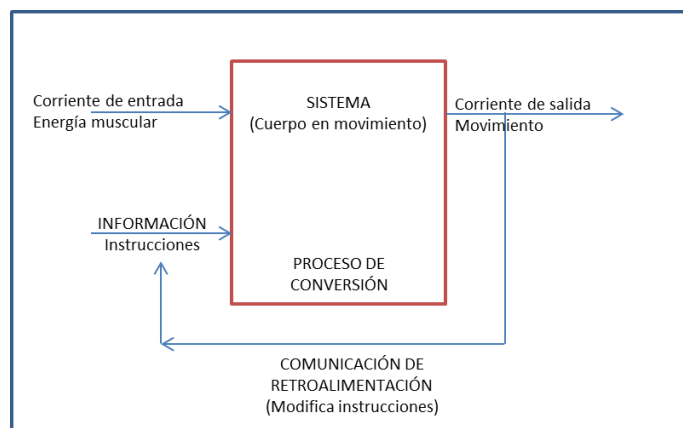 Corriente de entrada
Energía muscular
SISTEMA
(Cuerpo en movimiento)
Corriente de salida
Movimiento
INFORMACIÓN
Instrucciones
PROCESO DE
CONVERSIÓN
COMUNICACIÓN DE
RETROALIMENTACIÓN
(Modifica instrucciones)